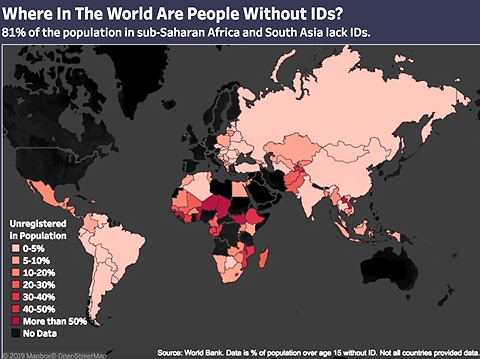 Where In The World Are People Without IDs?
81% of the population in sub-Saharan Africa and South Asia lack IDs.
Unregistered
in Population
0-5%
5-10%
10-20%
20-30%
30-40%
40-50%
More than 50%
No Data
© 2019 Mapbox© OpenStreetMap
Source: World Bank. Data is % of population over age 15 without ID. Not all countries provided data.